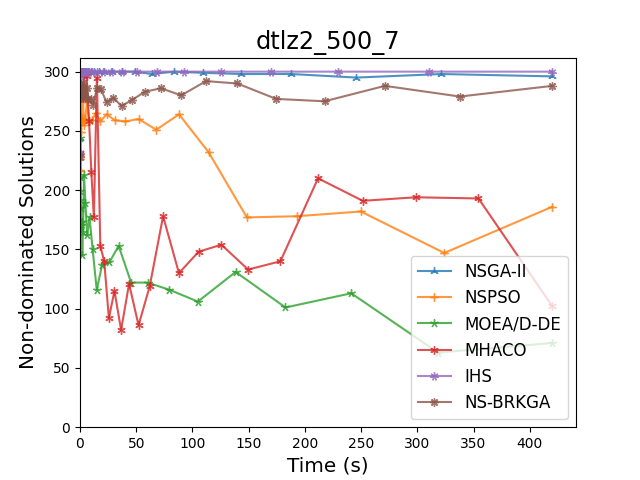 dtlz2_500_7
Non-dominated Solutions
300
250
200
150
100
50
0
0 50 100 150 200 250 300 350 400
Time (s)
NSGA-II
NSPSO
MOEA/D-DE
MHACO
IHS
NS-BRKGA